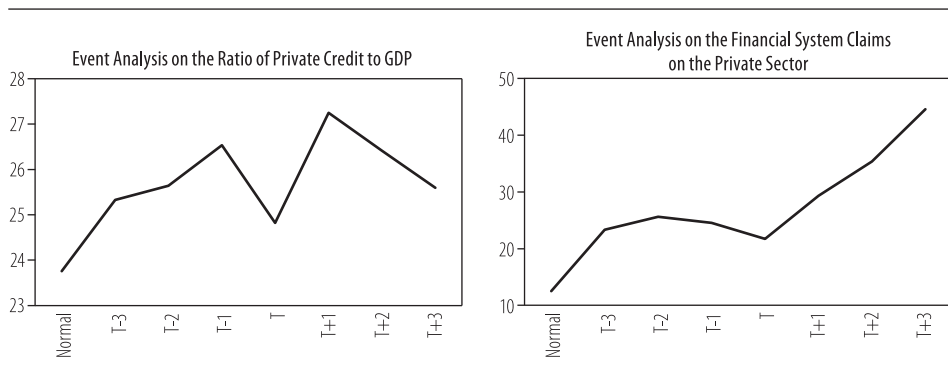 Event Analysis on the Ratio of Private Credit to GDP
28
27
26
25
24
23
Normal
T-3
T-2
T-1
T
T+1
T+2
T+3
Event Analysis on the Financial System Claims
on the Private Sector
50
40
30
20
10
Normal
T-3
T-2
T-1
T
T+1
T+2
T+3